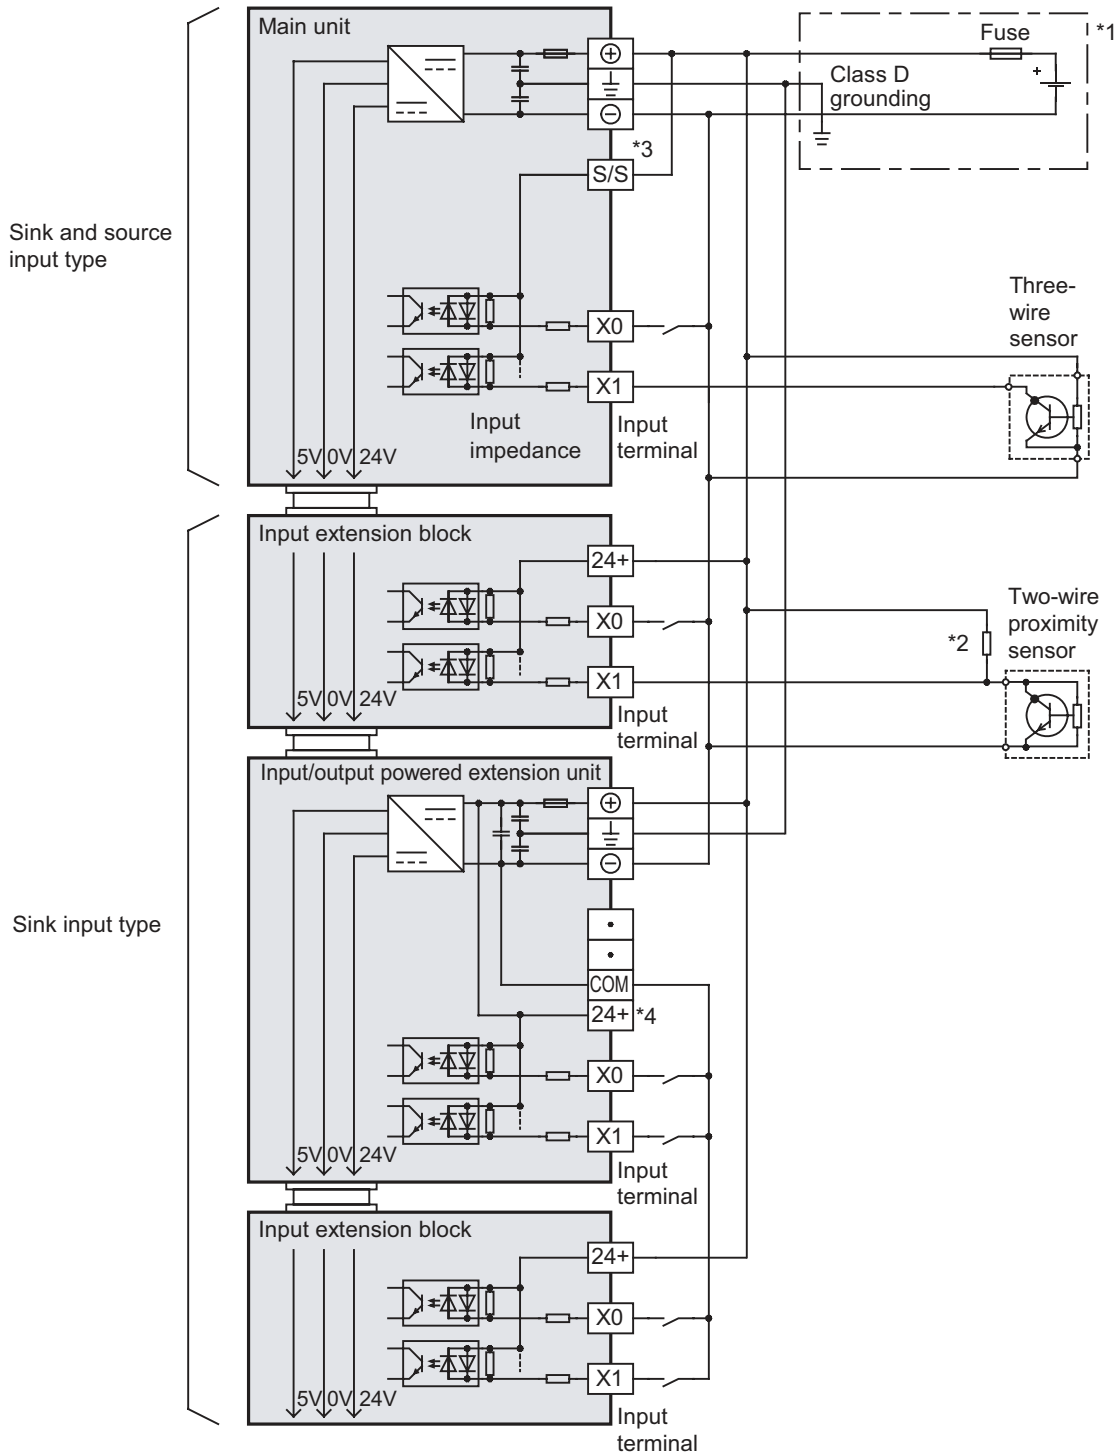 Main unit
Fuse
*1
+
Class D
grounding
*3
S/S
Sink and source
input type
Three-
wire
sensor
X0
X1
Input
impedance
Input
terminal
5V 0V 24V
Input extension block
24+
X0
Two-wire
proximity
sensor
*2
X1
5V 0V 24V
Input
terminal
Input/output powered extension unit
Sink input type
COM
24+ *4
X0
X1
5V 0V 24V
Input
terminal
Input extension block
24+
X0
X1
5V 0V 24V
Input
terminal